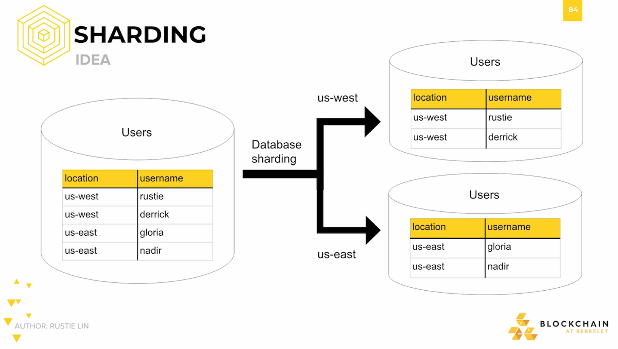 84
SHARDING
IDEA
Users
location username
us-west rustie
us-west derrick
us-east gloria
us-east nadir
Database
sharding
us-west
us-east
Users
location username
us-west rustie
us-west derrick
Users
location username
us-east gloria
us-east nadir
AUTHOR: RUSTIE LIN
BLOCKCHAIN
AT BERKELEY